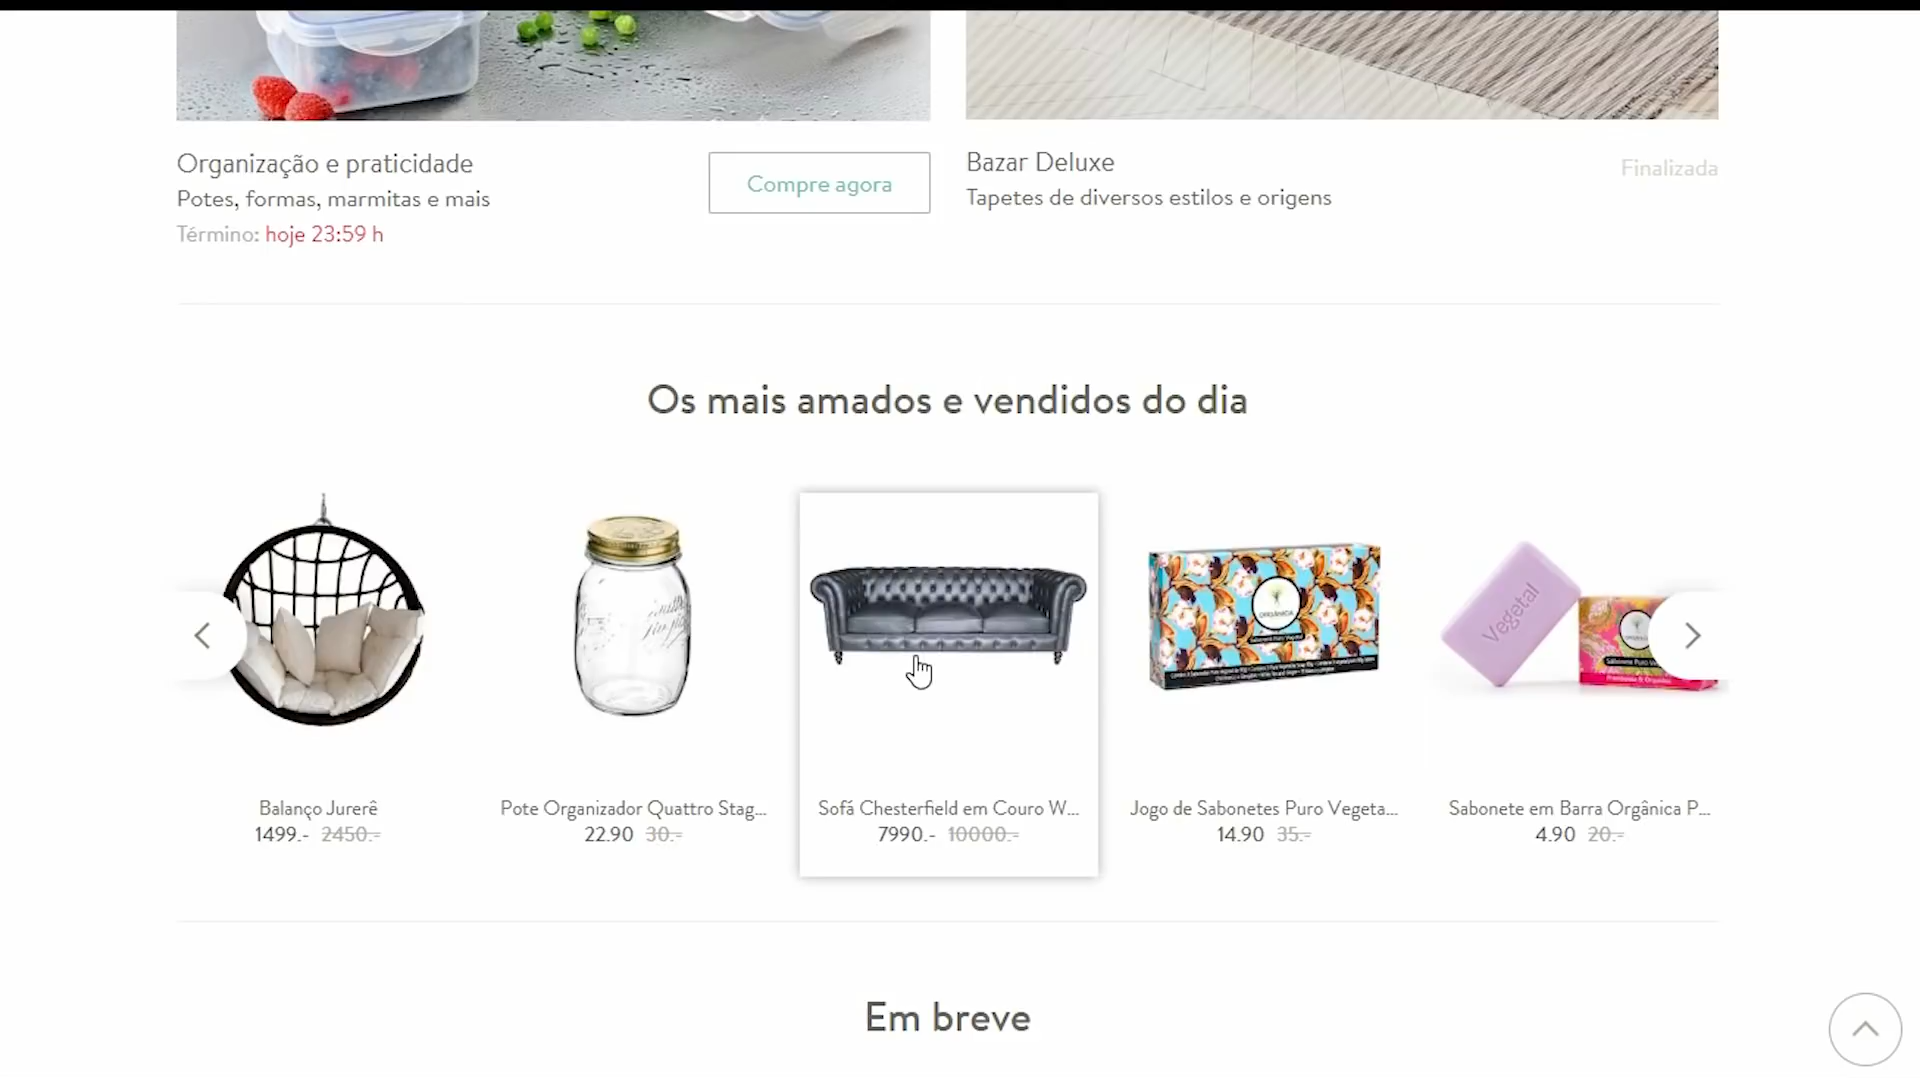 Organização e praticidade
Potes, formas, marmitas e mais
Término: hoje 23:59 h
Compre agora
Bazar Deluxe
Tapetes de diversos estilos e origens
Finalizada
Os mais amados e vendidos do dia
Vegetal
Balanço Jurerê
1499.- 2450.-
Pote Organizador Quattro Stag...
22.90 30.-
Sofá Chesterfield em Couro W...
7990.- 10000.-
Jogo de Sabonetes Puro Vegeta...
14.90 35.-
Sabonete em Barra Orgânica P...
4.90 20.-
Em breve